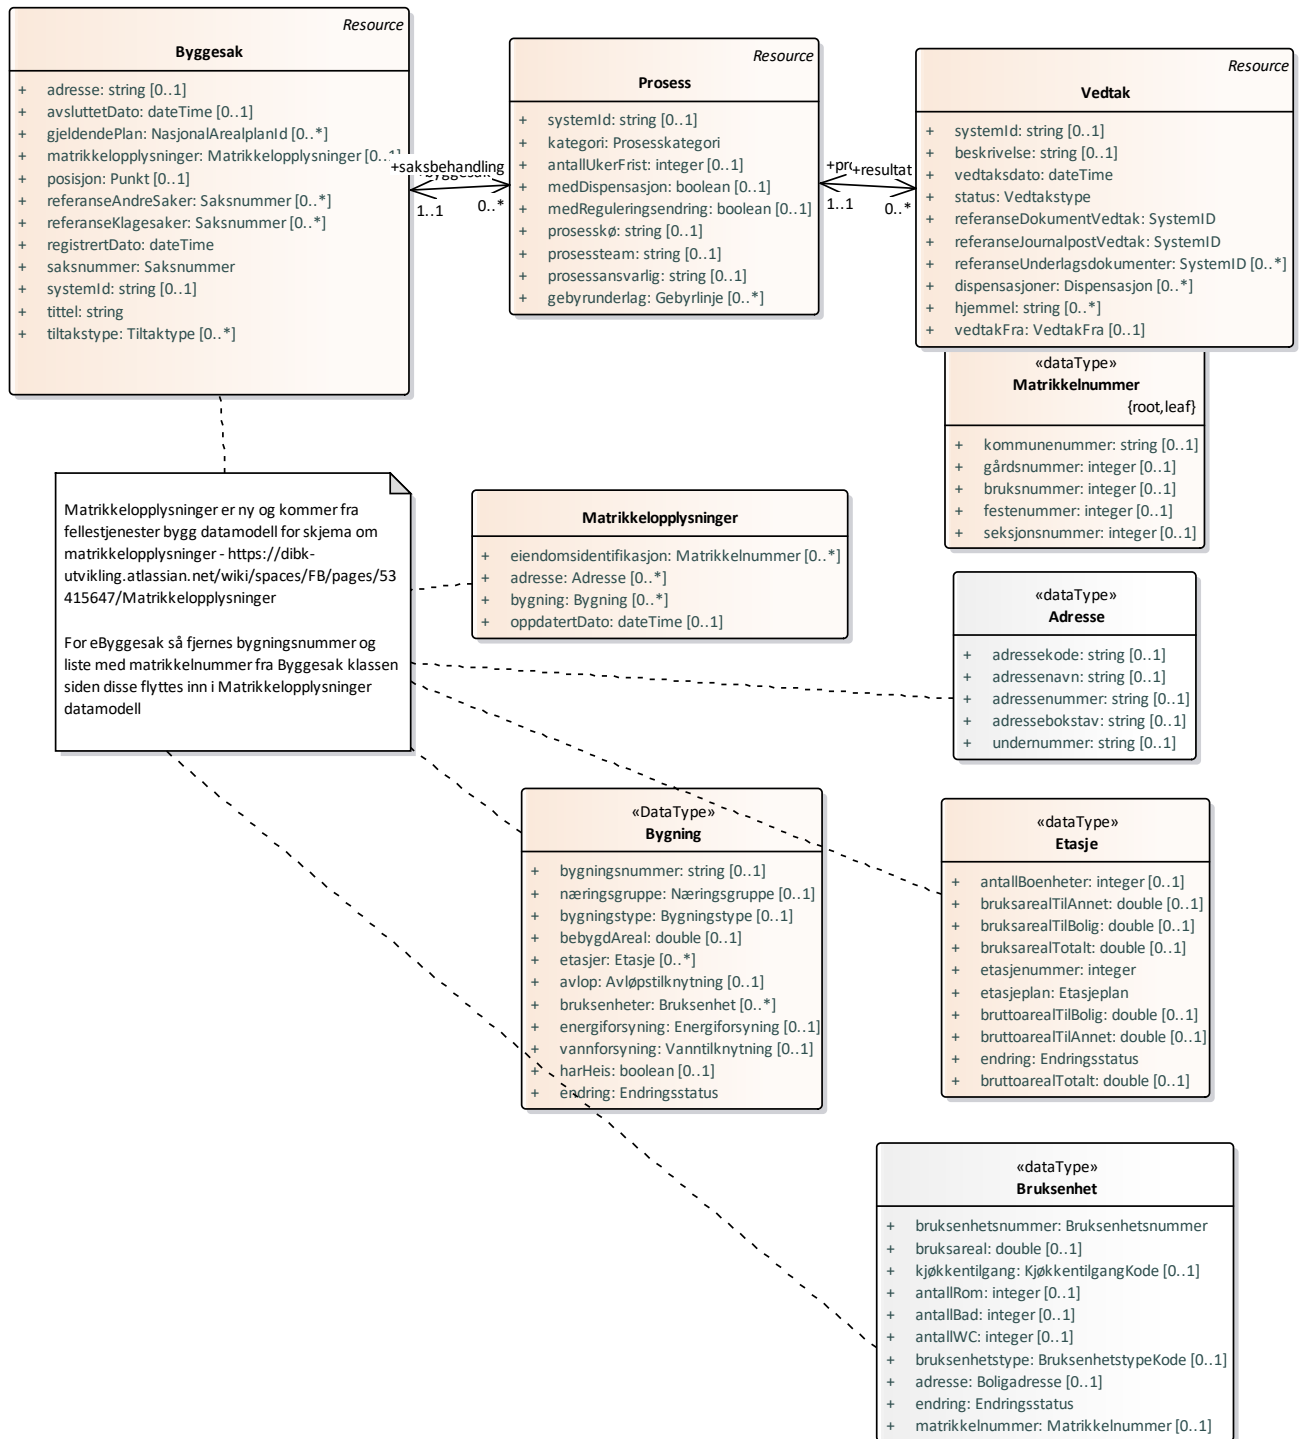 Resource
Byggesak
+ adresse: string [0..1]
+ avsluttetDato: dateTime [0..1]
+ gjeldendePlan: NasjonalArealplanId [0..*]
+ matrikkelopplysninger: Matrikkelopplysninger [0..1]
+ posisjon: Punkt [0..1]
+ referanseAndreSaker: Saksnummer [0..*]
+ referanseKlagesaker: Saksnummer [0..*]
+ registrertDato: dateTime
+ saksnummer: Saksnummer
+ systemId: string [0..1]
+ tittel: string
+ tiltakstype: Tiltaktype [0..*]
+saksbehandling
1..1
0..*
Resource
Prosess
+ systemId: string [0..1]
+ kategori: Prosesskategori
+ antallUkerFrist: integer [0..1]
+ medDispensasjon: boolean [0..1]
+ medReguleringsendring: boolean [0..1]
+ prosesskø: string [0..1]
+ prosessteam: string [0..1]
+ prosessansvarlig: string [0..1]
+ gebyrunderlag: Gebyrlinje [0..*]
+resultat
1..1
0..*
Resource
Vedtak
+ systemId: string [0..1]
+ beskrivelse: string [0..1]
+ vedtaksdato: dateTime
+ status: Vedtakstype
+ referanseDokumentVedtak: SystemID
+ referanseJournalpostVedtak: SystemID
+ referanseUnderlagsdokumenter: SystemID [0..*]
+ dispensasjoner: Dispensasjon [0..*]
+ hjemmel: string [0..*]
+ vedtakFra: VedtakFra [0..1]
«dataType»
Matrikkelnummer
{root,leaf}
+ kommunenummer: string [0..1]
+ gårdsnummer: integer [0..1]
+ bruksnummer: integer [0..1]
+ festenummer: integer [0..1]
+ seksjonsnummer: integer [0..1]
Matrikkelopplysninger er ny og kommer fra
fellestjenester bygg datamodell for skjema om
matrikkelopplysninger - https://dibk-
utvikling.atlassian.net/wiki/spaces/FB/pages/53
415647/Matrikkelopplysninger
For eByggesak så fjernes bygningsnummer og
liste med matrikkelnummer fra Byggesak klassen
siden disse flyttes inn i Matrikkelopplysninger
datamodell
Matrikkelopplysninger
+ eiendomsidentifikasjon: Matrikkelnummer [0..*]
+ adresse: Adresse [0..*]
+ bygning: Bygning [0..*]
+ oppdatertDato: dateTime [0..1]
«dataType»
Adresse
+ adressekode: string [0..1]
+ adressenavn: string [0..1]
+ adressenummer: string [0..1]
+ adressebokstav: string [0..1]
+ undernummer: string [0..1]
«DataType»
Bygning
+ bygningsnummer: string [0..1]
+ næringsgruppe: Næringsgruppe [0..1]
+ bygningstype: Bygningstype [0..1]
+ bebygdAreal: double [0..1]
+ etasjer: Etasje [0..*]
+ avlop: Avløpstilknytning [0..1]
+ bruksenheter: Bruksenhet [0..*]
+ energiforsyning: Energiforsyning [0..1]
+ vannforsyning: Vanntilknytning [0..1]
+ harHeis: boolean [0..1]
+ endring: Endringsstatus
«dataType»
Etasje
+ antallBoenheter: integer [0..1]
+ bruksarealTilAnnet: double [0..1]
+ bruksarealTilBolig: double [0..1]
+ bruksarealTotalt: double [0..1]
+ etasjenummer: integer
+ etasjeplan: Etasjeplan
+ bruttoarealTilBolig: double [0..1]
+ bruttoarealTilAnnet: double [0..1]
+ endring: Endringsstatus
+ bruttoarealTotalt: double [0..1]
«dataType»
Bruksenhet
+ bruksenhetsnummer: Bruksenhetsnummer
+ bruksareal: double [0..1]
+ kjøkkentilgang: KjøkkentilgangKode [0..1]
+ antallRom: integer [0..1]
+ antallBad: integer [0..1]
+ antallWC: integer [0..1]
+ bruksenhetstype: BruksenhetstypeKode [0..1]
+ adresse: Boligadresse [0..1]
+ endring: Endringsstatus
+ matrikkelnummer: Matrikkelnummer [0..1]